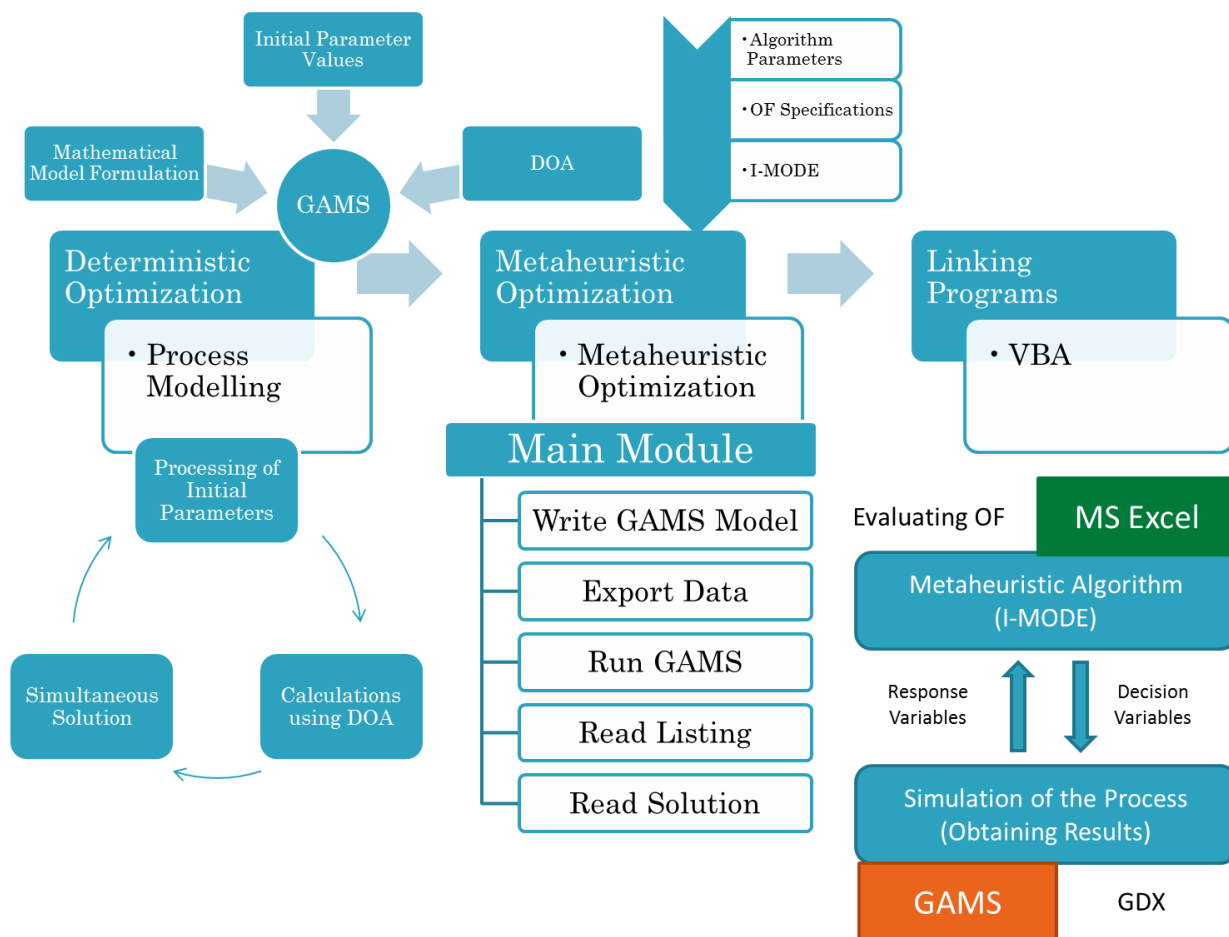 Initial Parameter
Values
Mathematical
Model Formulation
GAMS
DOA
• Algorithm
Parameters
• OF Specifications
• I-MODE
Deterministic
Optimization
• Process
Modelling
Metaheuristic
Optimization
• Metaheuristic
Optimization
Linking
Programs
• VBA
Processing of
Initial
Parameters
Calculations
using DOA
Simultaneous
Solution
Main Module
Write GAMS Model
Export Data
Run GAMS
Read Listing
Read Solution
Evaluating OF
MS Excel
Metaheuristic Algorithm
(I-MODE)
Response
Variables
Decision
Variables
Simulation of the Process
(Obtaining Results)
GAMS
GDX